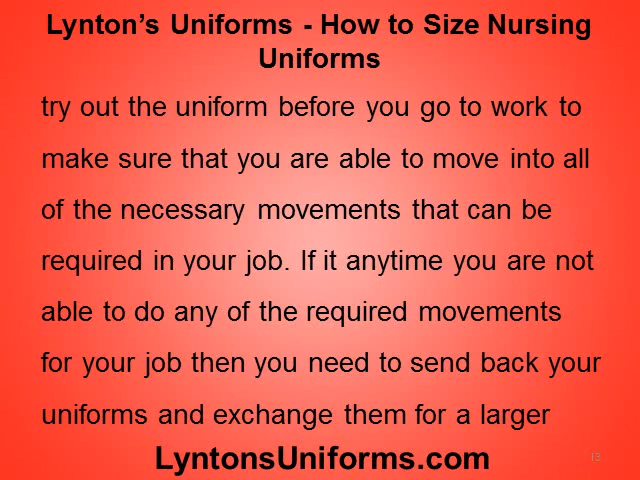 Lynton’s Uniforms - How to Size Nursing
Uniforms
try out the uniform before you go to work to
make sure that you are able to move into all
of the necessary movements that can be
required in your job. If it anytime you are not
able to do any of the required movements
for your job then you need to send back your
uniforms and exchange them for a larger
LyntonsUniforms.com
13